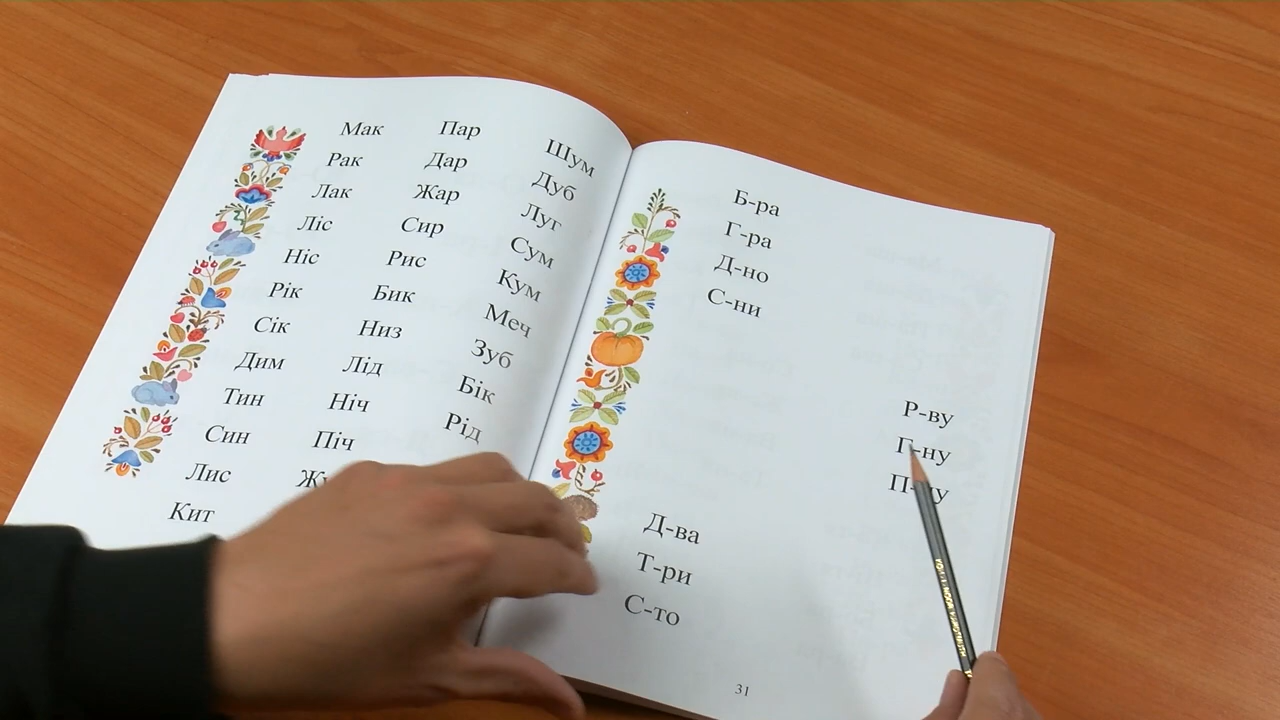 Мак Пар Шум
Рак Дар Дуб
Лак Жар Луг
Ліс Сир Сум
Ніс Рис Кум
Рік Бик Меч
Сік Низ Зуб
Дим Лід Бік
Тин Ніч Рід
Син Піч
Лис
Кит
Б-ра
Г-ра
Д-но
С-ни
Р-ву
Г-ну
Д-ва
Т-ри
С-то
31